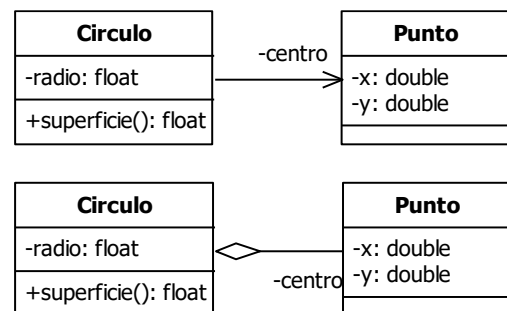 Circulo
-radio: float
+superficie(): float
-centro
Punto
-x: double
-y: double
Circulo
-radio: float
+superficie(): float
-centro
Punto
-x: double
-y: double